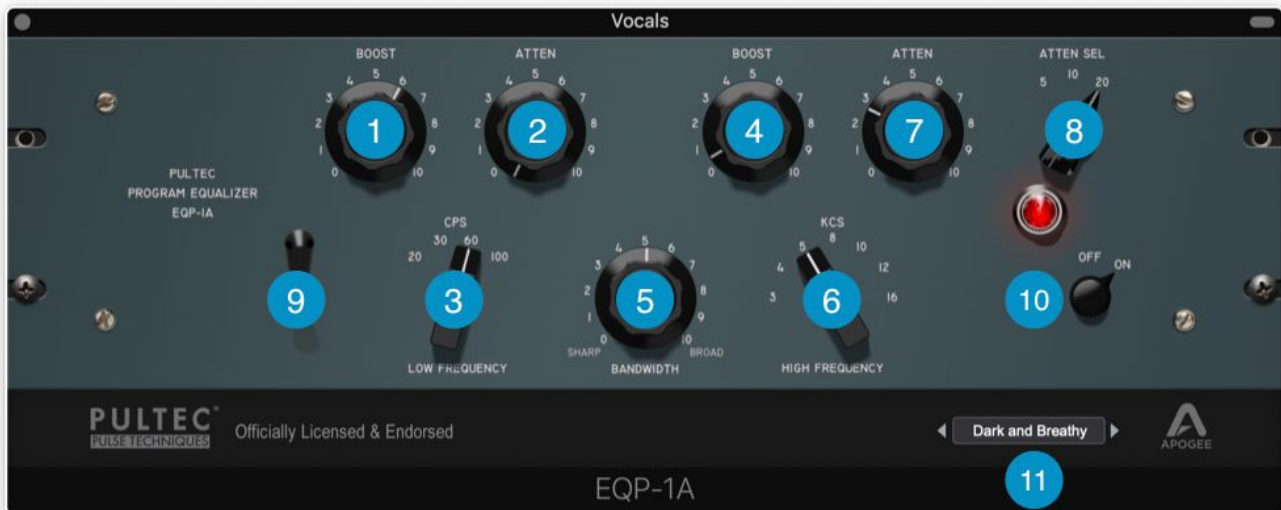 Vocals
BOOST ATTEN BOOST ATTEN ATTEN SEL
0 1 2 3 4 5 6 7 8 9 10
0 1 2 3 4 5 6 7 8 9 10
0 1 2 3 4 5 6 7 8 9 10
0 1 2 3 4 5 6 7 8 9 10
5 10 20
1 2 4 7 8
PULTEC
PROGRAM EQUALIZER
EQP-1A
CPS
20 30 60 100
LOW FREQUENCY
0 1 2 3 4 5 6 7 8 9 10
SHARP BROAD
BANDWIDTH
KCS
3 4 5 8 10 12 16
HIGH FREQUENCY
OFF ON
9 3 5 6 10
PULTEC®
PULSE TECHNIQUES
Officially Licensed & Endorsed
Dark and Breathy
APOGEE
11
EQP-1A